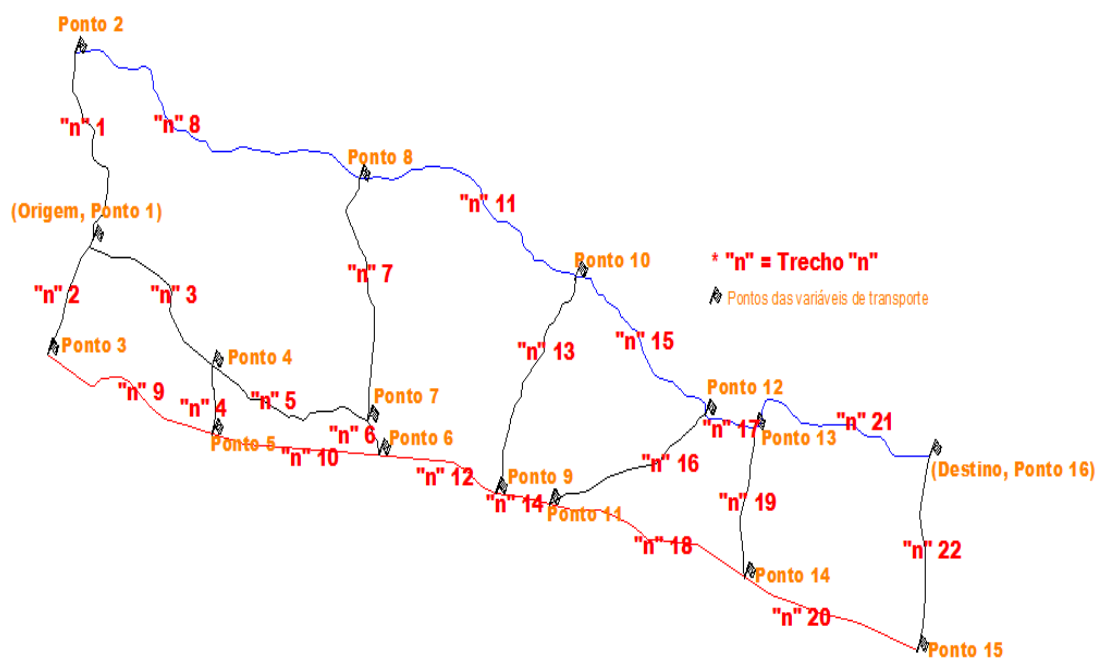 Ponto 2
"n" 1
"n" 8
Ponto 8
(Origem, Ponto 1)
"n" 11
"n" 2
"n" 3
"n" 7
Ponto 10
* "n" = Trecho "n"
Pontos das variáveis de transporte
Ponto 3
Ponto 4
"n" 13
"n" 15
"n" 9
"n" 4
"n" 5
Ponto 7
Ponto 12
Ponto 5
"n" 10
"n" 6
Ponto 6
"n" 17
Ponto 13
"n" 21
"n" 12
Ponto 9
"n" 16
(Destino, Ponto 16)
"n" 14
Ponto 11
"n" 19
"n" 18
"n" 22
Ponto 14
"n" 20
Ponto 15